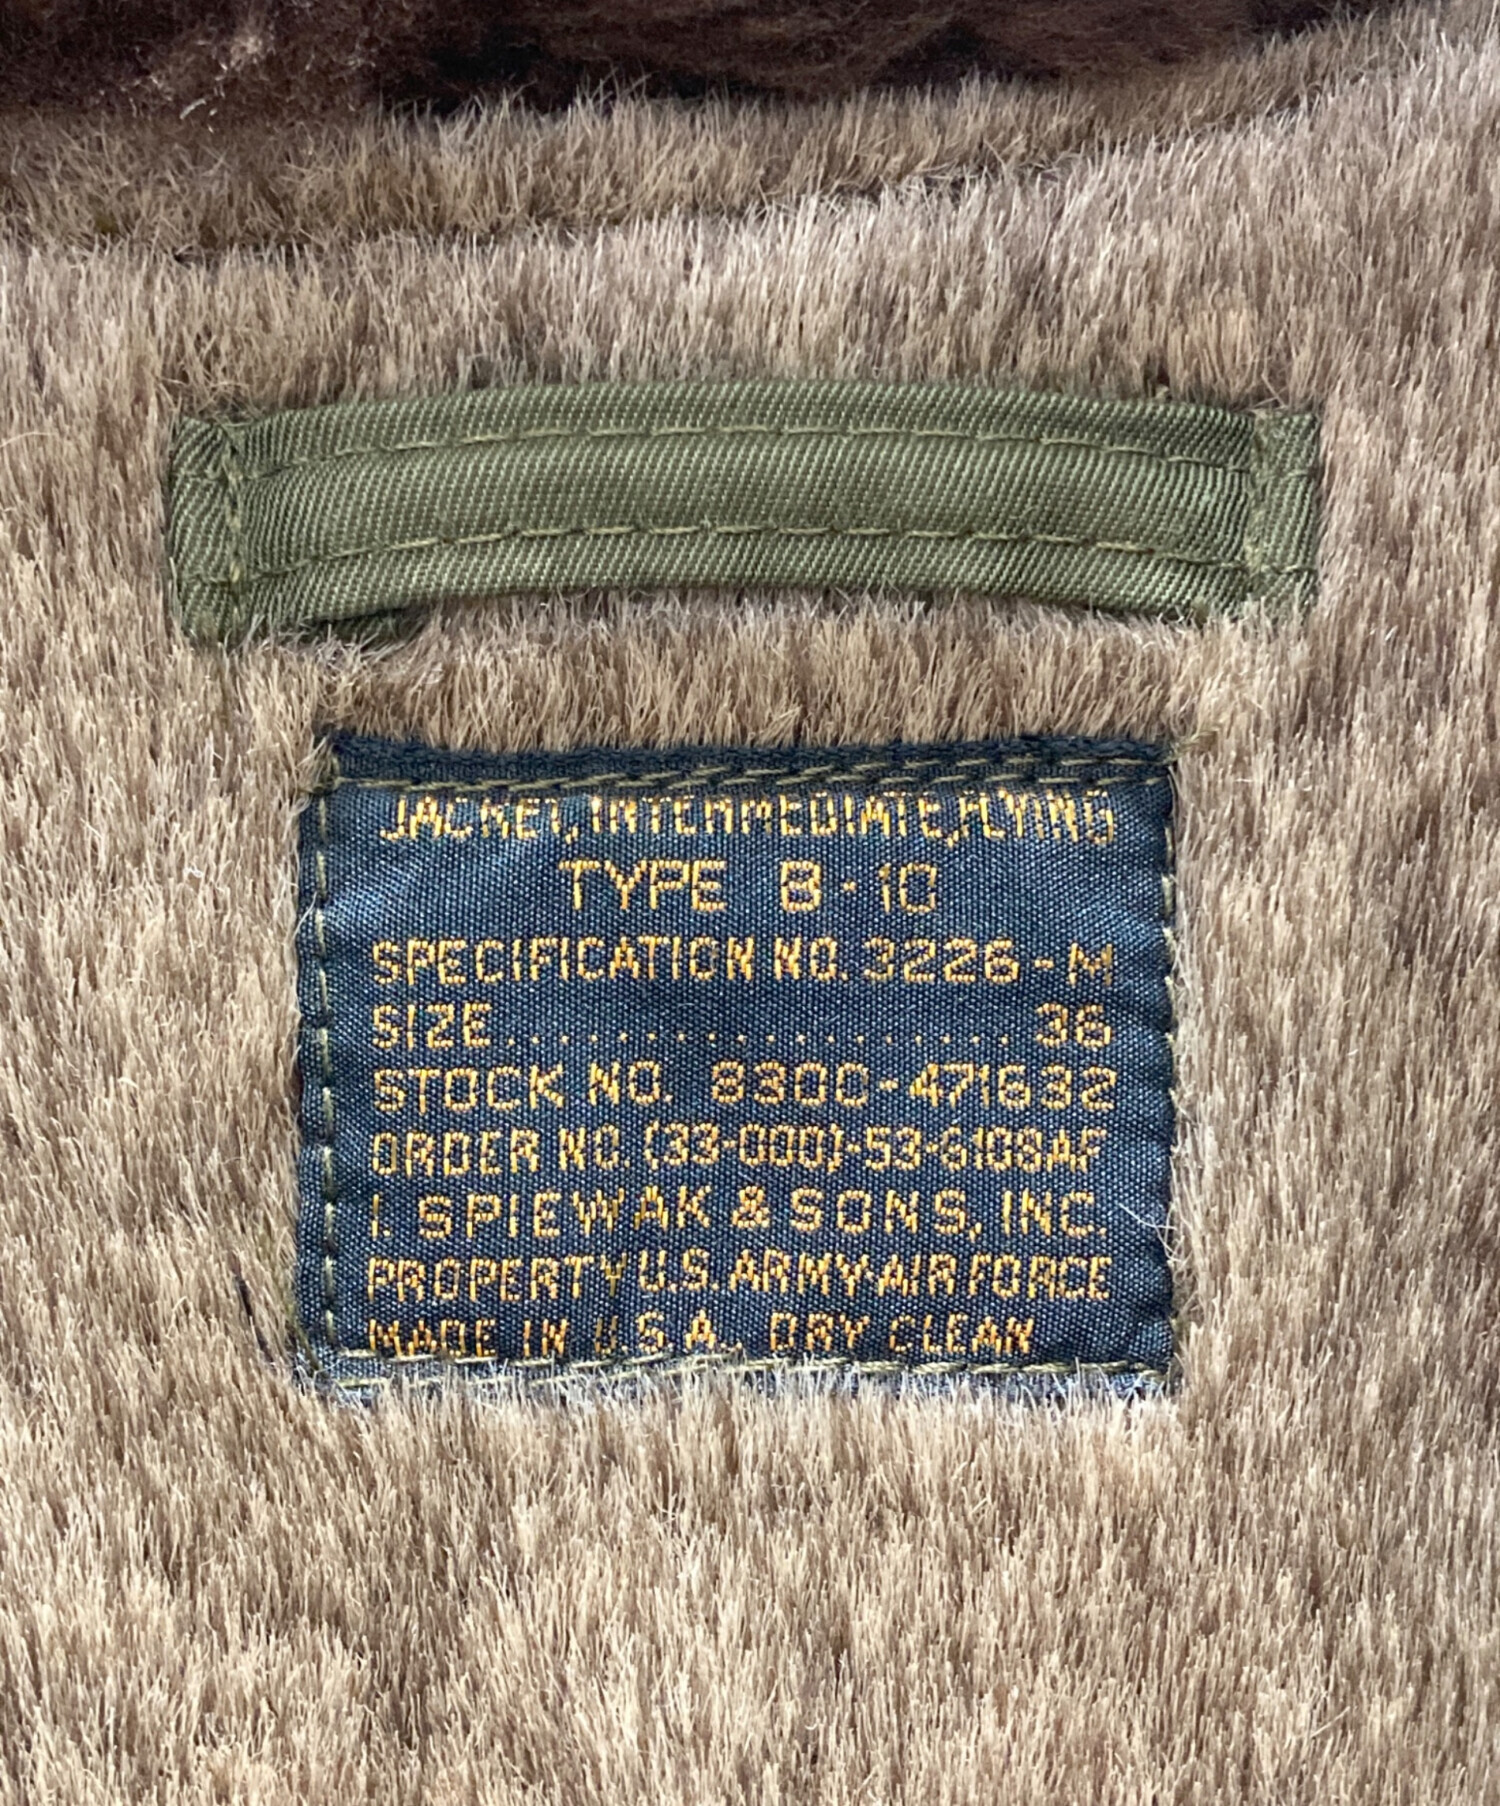 JACKET, INTERMEDIATE, FLYING
TYPE B-10
SPECIFICATION NO. 3226-M
SIZE.................... 36
STOCK NO. 8300-471632
ORDER NO. (33-000)-53-6108AF
I. SPIEWAK & SONS, INC.
PROPERTY U.S. ARMY-AIR FORCE
MADE IN U.S.A., DRY CLEAN